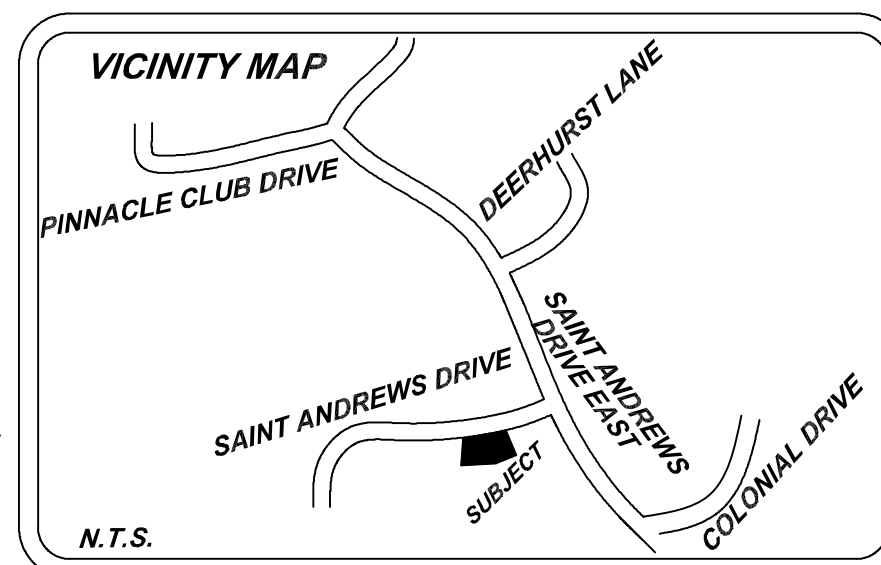 VICINITY MAP
DEERHURST LANE
PINNACLE CLUB DRIVE
SAINT ANDREWS
DRIVE EAST
SAINT ANDREWS DRIVE
COLONIAL DRIVE
SUBJECT
N.T.S.